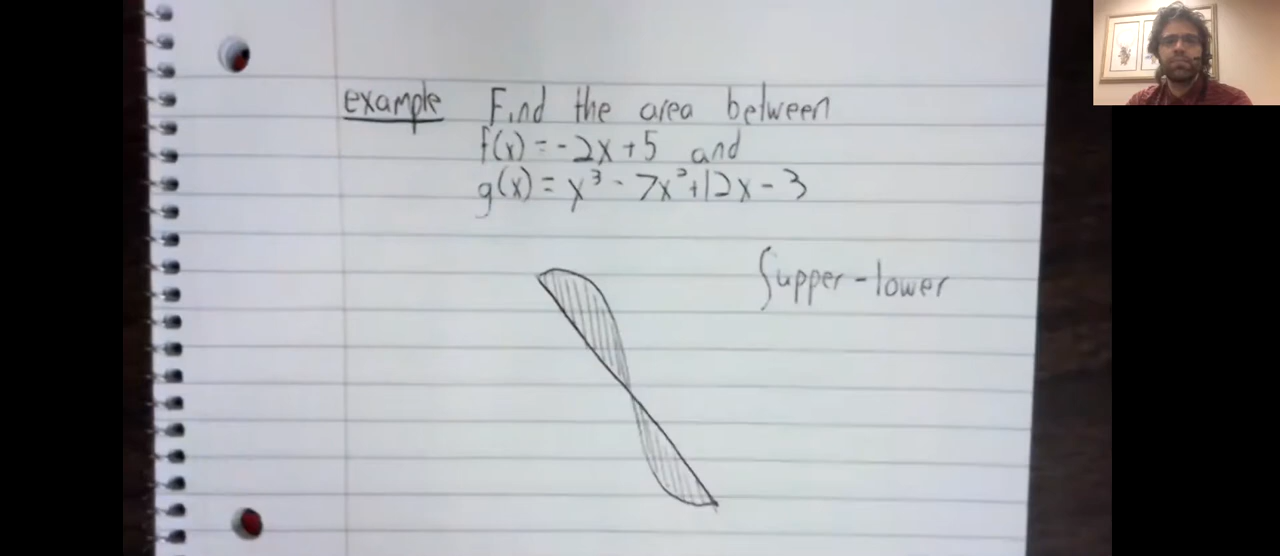 example Find the area between
f(x) = -2x + 5 and
g(x) = x³ - 7x² + 12x - 3
∫upper - lower